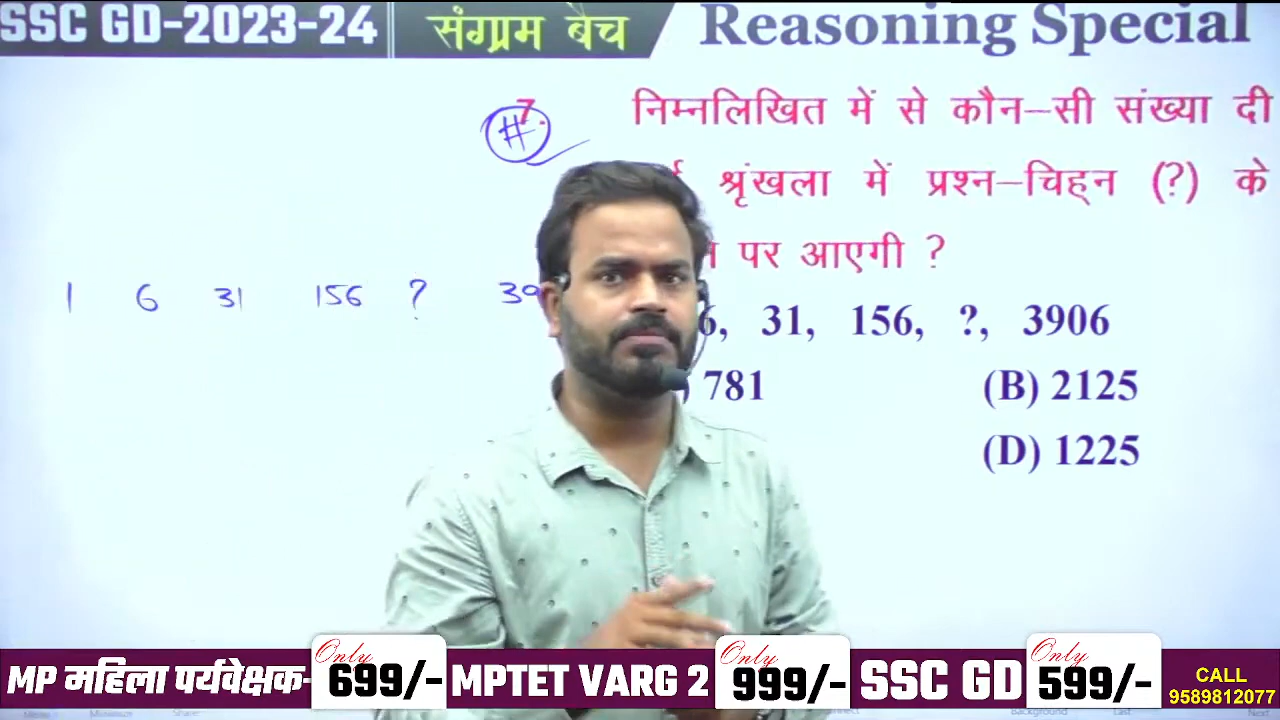 SSC GD-2023-24 संग्राम बैच Reasoning Special
# 7. निम्नलिखित में से कौन–सी संख्या दी
श्रृंखला में प्रश्न–चिह्न (?) के
पर आएगी ?
1 6 31 156 ? 39
6, 31, 156, ?, 3906
781 (B) 2125
(D) 1225
MP महिला पर्यवेक्षक- Only 699/- MPTET VARG 2 Only 999/- SSC GD Only 599/- CALL 9589812077